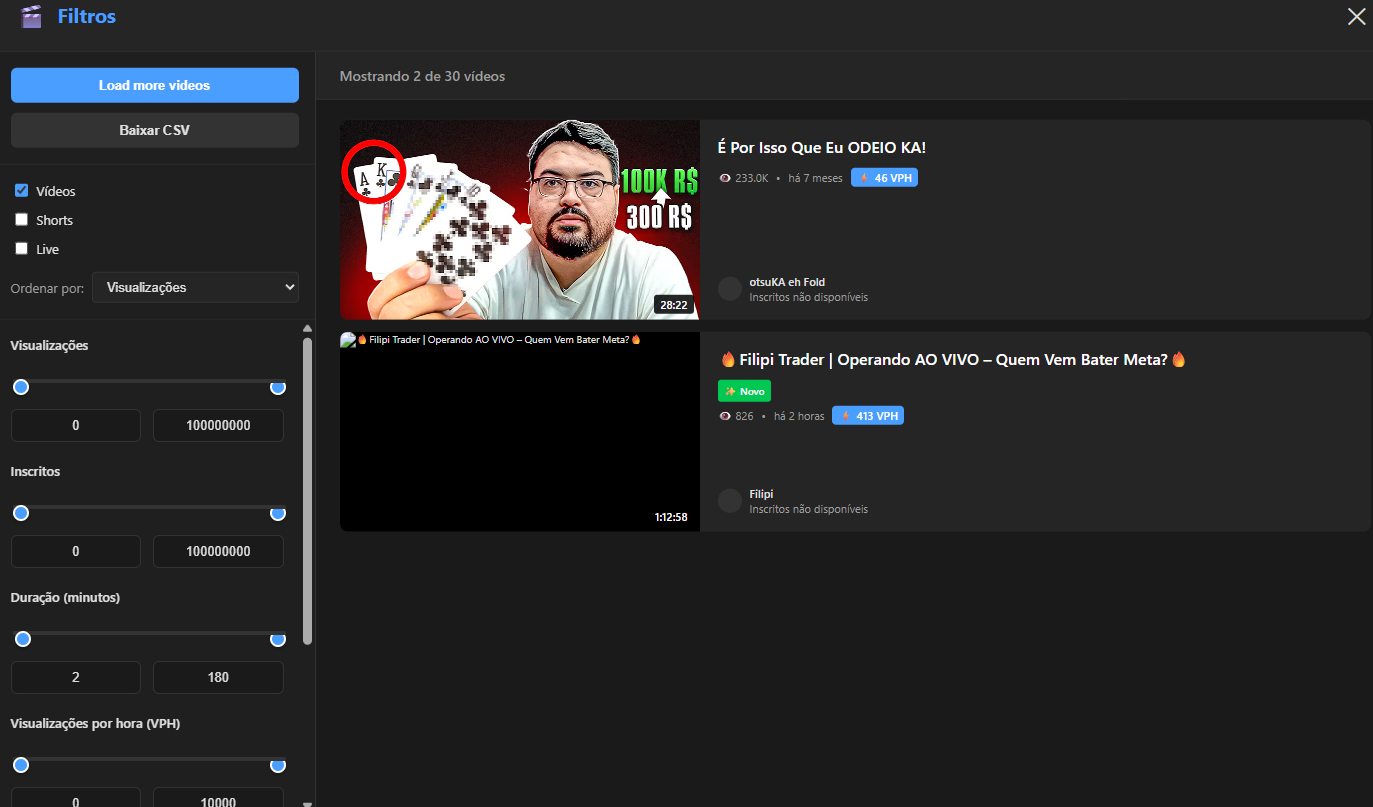 Filtros
Load more videos
Baixar CSV
Vídeos
Shorts
Live
Ordenar por: Visualizações
Visualizações
0 100000000
Inscritos
0 100000000
Duração (minutos)
2 180
Visualizações por hora (VPH)
0 10000
Mostrando 2 de 30 vídeos
A K
100K R$
300 R$
28:22
É Por Isso Que Eu ODEIO KA!
233.0K • há 7 meses 46 VPH
otsuKA eh Fold
Inscritos não disponíveis
🔥 Filipi Trader | Operando AO VIVO – Quem Vem Bater Meta? 🔥
1:12:58
🔥 Filipi Trader | Operando AO VIVO – Quem Vem Bater Meta? 🔥
✨ Novo
826 • há 2 horas 413 VPH
Filipi
Inscritos não disponíveis